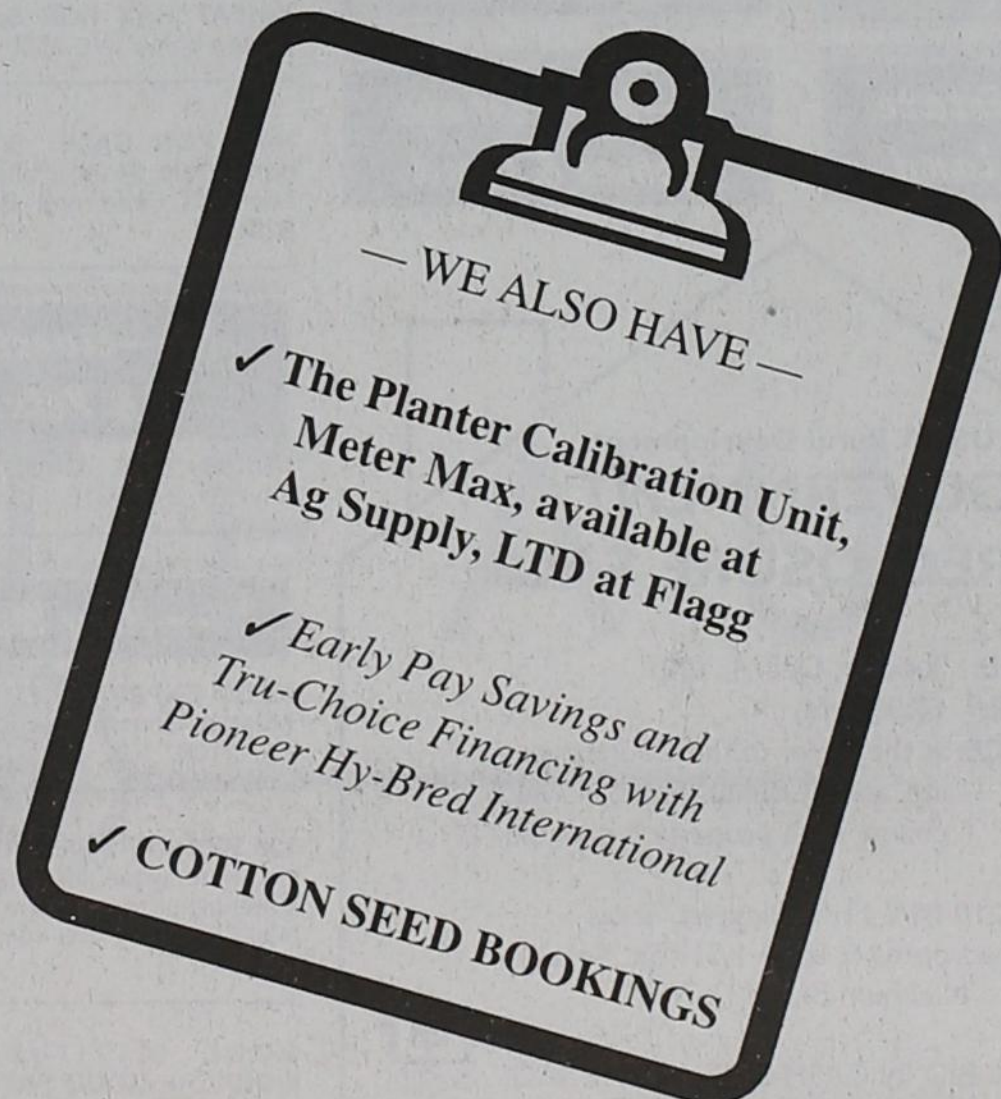 — WE ALSO HAVE —
✓ The Planter Calibration Unit,
Meter Max, available at
Ag Supply, LTD at Flagg
✓ Early Pay Savings and
Tru-Choice Financing with
Pioneer Hy-Bred International
✓ COTTON SEED BOOKINGS